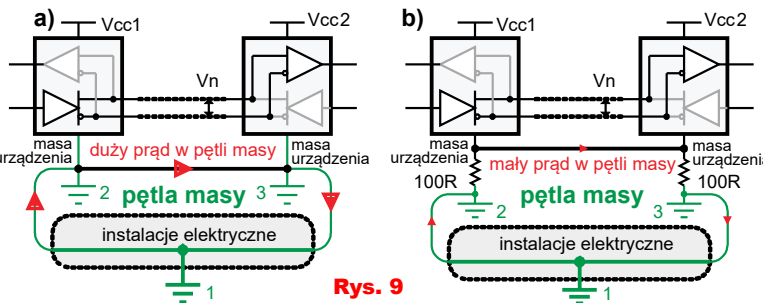 a)
Vcc1
Vcc2
Vn
masa
urządzenia
duży prąd w pętli masy
masa
urządzenia
2
pętla masy
3
instalacje elektryczne
1
Rys. 9
b)
Vcc1
Vcc2
Vn
masa
urządzenia
mały prąd w pętli masy
masa
urządzenia
100R
100R
2
pętla masy
3
instalacje elektryczne
1